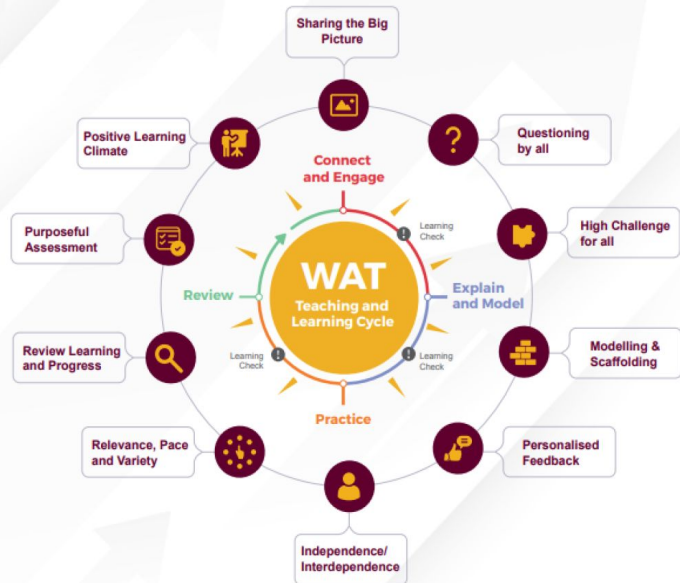 Sharing the Big
Picture
Questioning
by all
High Challenge
for all
Modelling &
Scaffolding
Personalised
Feedback
Independence/
Interdependence
Relevance, Pace
and Variety
Review Learning
and Progress
Purposeful
Assessment
Positive Learning
Climate
Connect
and Engage
Learning
Check
Explain
and Model
Learning
Check
Practice
Learning
Check
Review
WAT
Teaching and
Learning Cycle